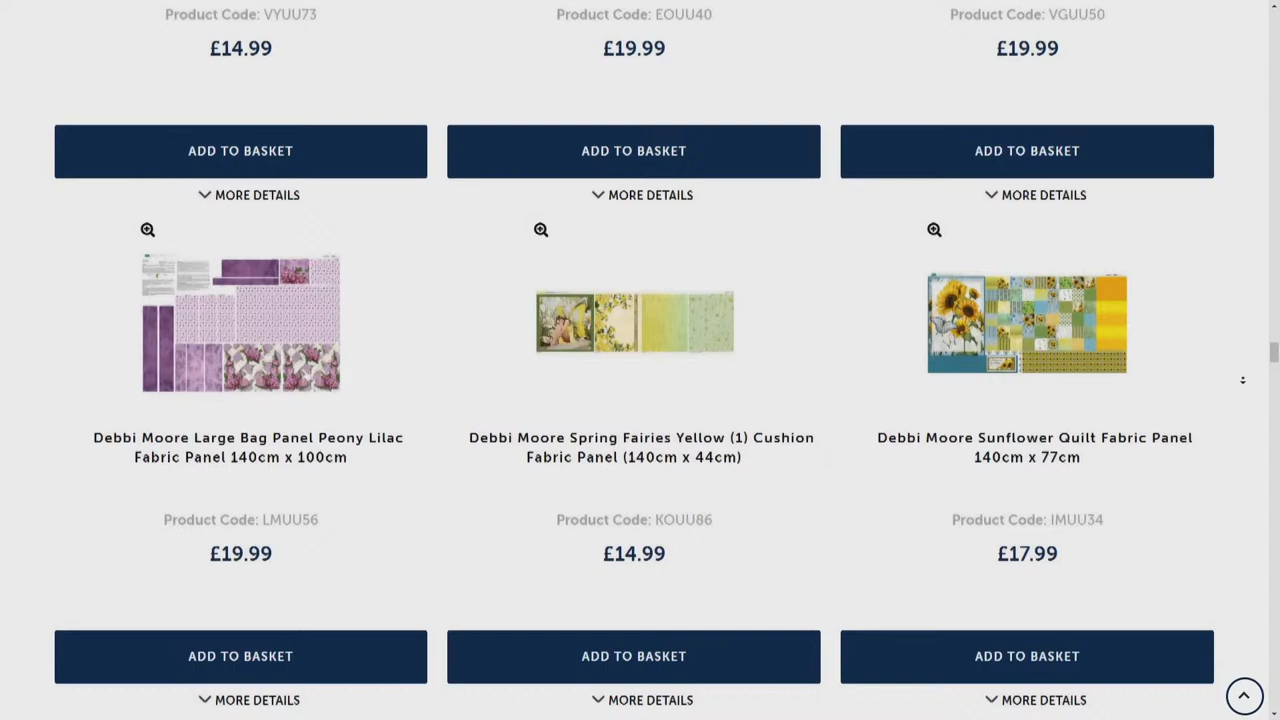 Product Code: VYUU73
Product Code: EOUU40
Product Code: VGUU50
£14.99
£19.99
£19.99
ADD TO BASKET
ADD TO BASKET
ADD TO BASKET
MORE DETAILS
MORE DETAILS
MORE DETAILS
Debbi Moore Large Bag Panel Peony Lilac
Fabric Panel 140cm x 100cm
Debbi Moore Spring Fairies Yellow (1) Cushion
Fabric Panel (140cm x 44cm)
Debbi Moore Sunflower Quilt Fabric Panel
140cm x 77cm
Product Code: LMUU56
Product Code: KOUU86
Product Code: IMUU34
£19.99
£14.99
£17.99
ADD TO BASKET
ADD TO BASKET
ADD TO BASKET
MORE DETAILS
MORE DETAILS
MORE DETAILS